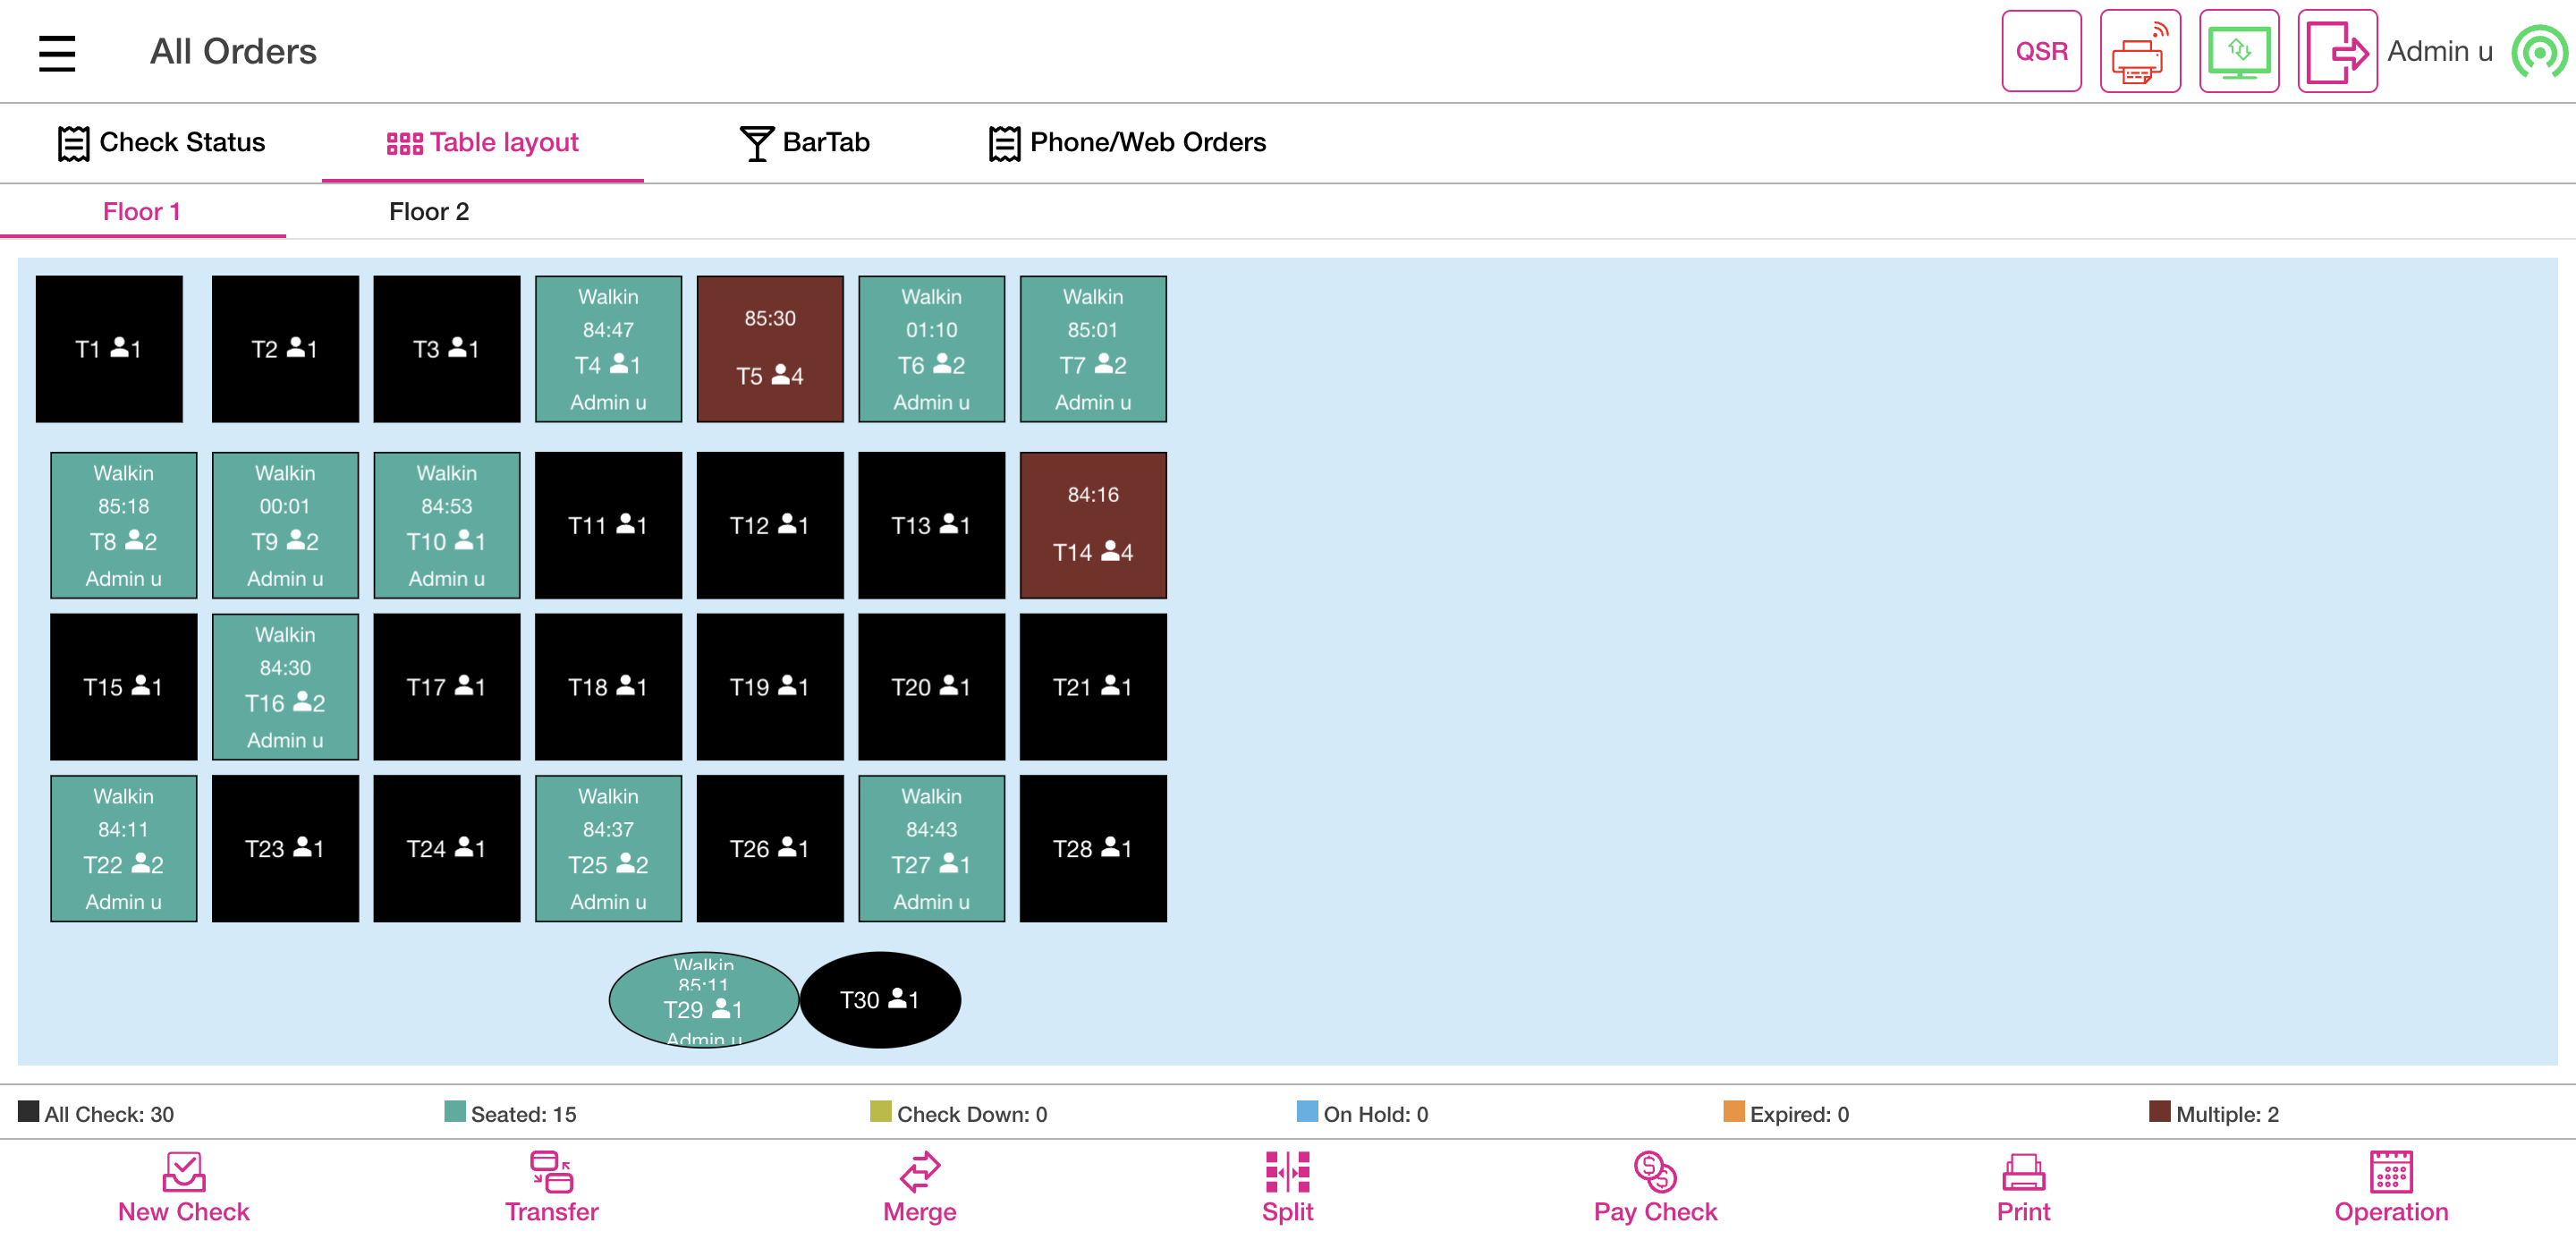 All Orders
QSR
Admin u
Check Status
Table layout
BarTab
Phone/Web Orders
Floor 1
Floor 2
T1 1
T2 1
T3 1
Walkin
84:47
T4 1
Admin u
85:30
T5 4
Walkin
01:10
T6 2
Admin u
Walkin
85:01
T7 2
Admin u
Walkin
85:18
T8 2
Admin u
Walkin
00:01
T9 2
Admin u
Walkin
84:53
T10 1
Admin u
T11 1
T12 1
T13 1
84:16
T14 4
T15 1
Walkin
84:30
T16 2
Admin u
T17 1
T18 1
T19 1
T20 1
T21 1
Walkin
84:11
T22 2
Admin u
T23 1
T24 1
Walkin
84:37
T25 2
Admin u
T26 1
Walkin
84:43
T27 1
Admin u
T28 1
Walkin
85:11
T29 1
Admin u
T30 1
All Check: 30
Seated: 15
Check Down: 0
On Hold: 0
Expired: 0
Multiple: 2
New Check
Transfer
Merge
Split
Pay Check
Print
Operation